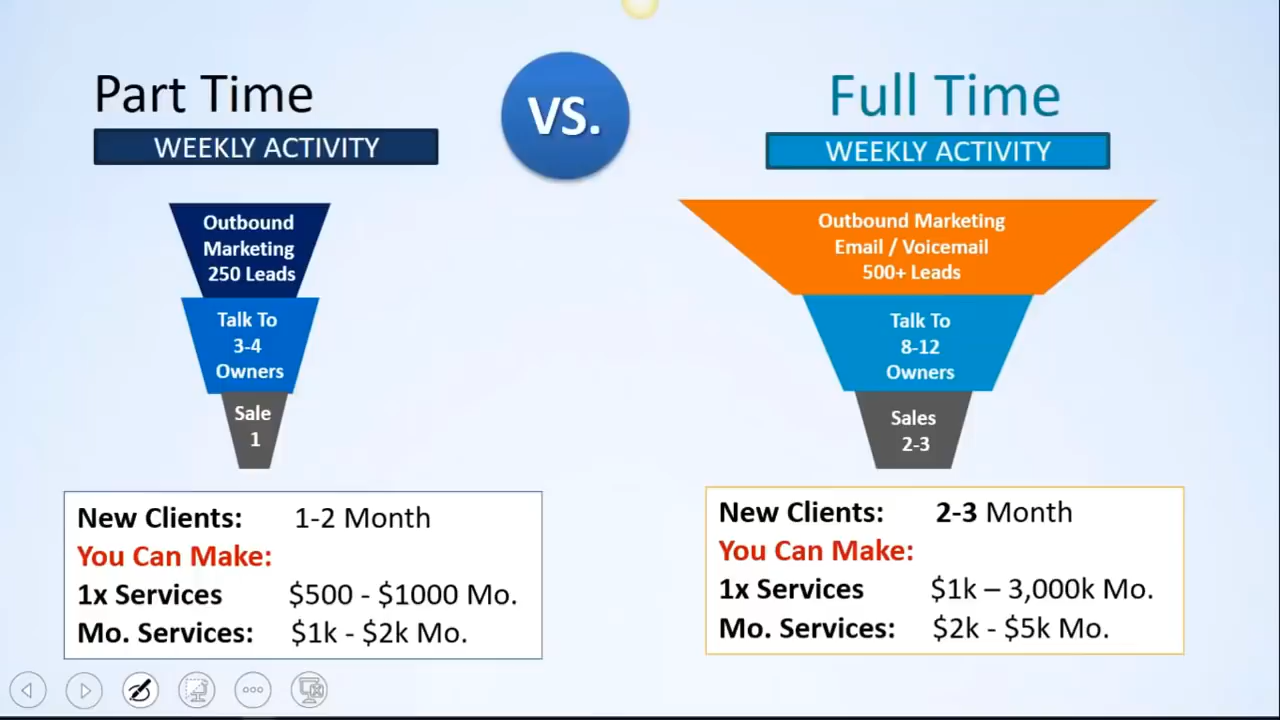 Part Time
WEEKLY ACTIVITY
Outbound
Marketing
250 Leads
Talk To
3-4
Owners
Sale
1
New Clients: 1-2 Month
You Can Make:
1x Services $500 - $1000 Mo.
Mo. Services: $1k - $2k Mo.
VS.
Full Time
WEEKLY ACTIVITY
Outbound Marketing
Email / Voicemail
500+ Leads
Talk To
8-12
Owners
Sales
2-3
New Clients: 2-3 Month
You Can Make:
1x Services $1k – 3,000k Mo.
Mo. Services: $2k - $5k Mo.